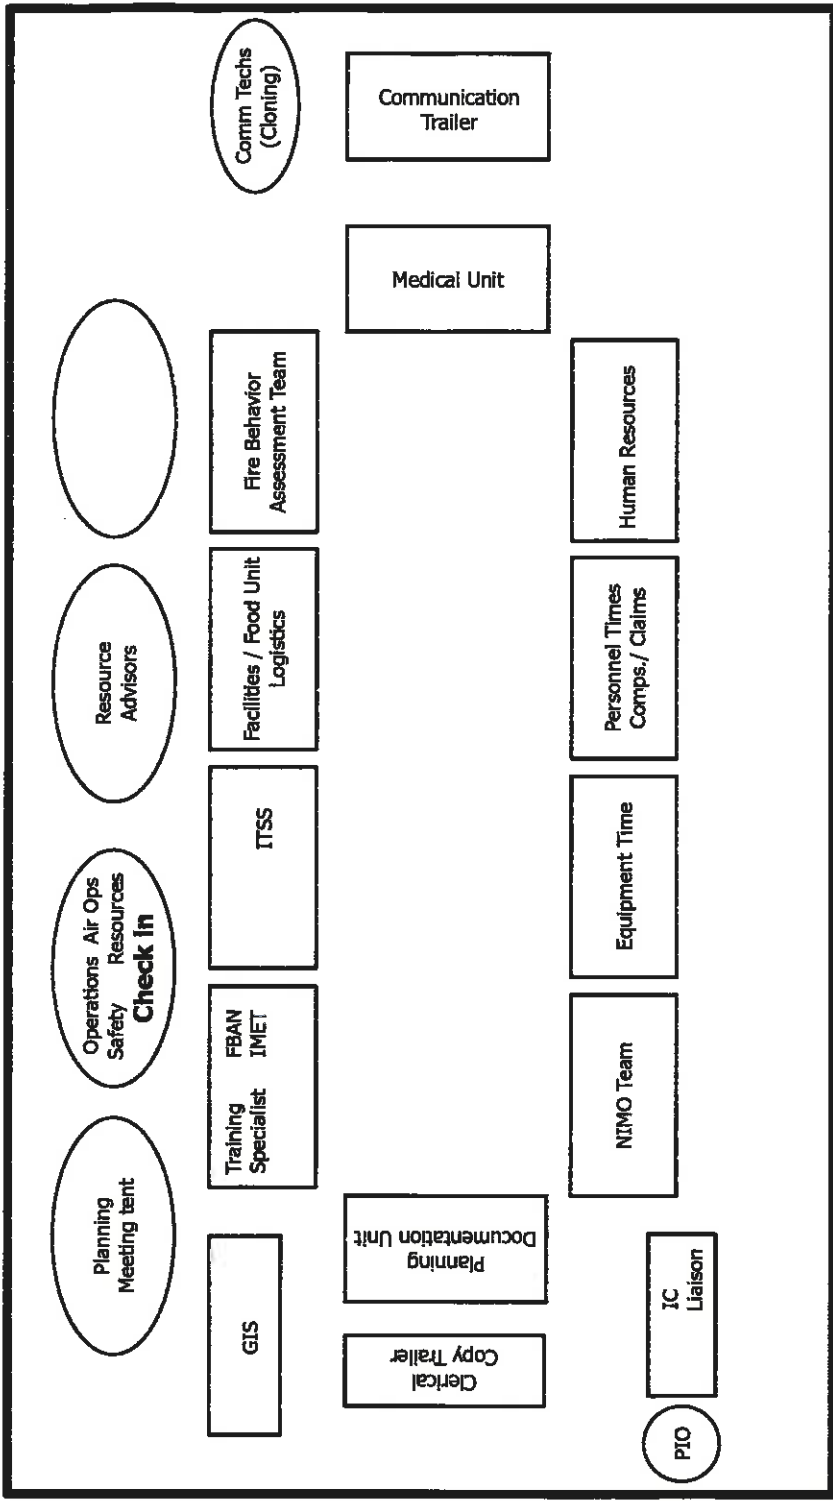 Planning
Meeting tent
Operations Air Ops
Safety Resources
Check in
Resource
Advisors
GIS
Training FBAN
Specialist IMET
ITSS
Facilities / Food Unit
Logistics
Fire Behavior
Assessment Team
Comm Techs
(Cloning)
Clerical
Copy Trailer
Planning
Documentation Unit
Medical Unit
Communication
Trailer
NIMO Team
Equipment Time
Personnel Times
Comps./ Claims
Human Resources
PIO
IC
Liaison